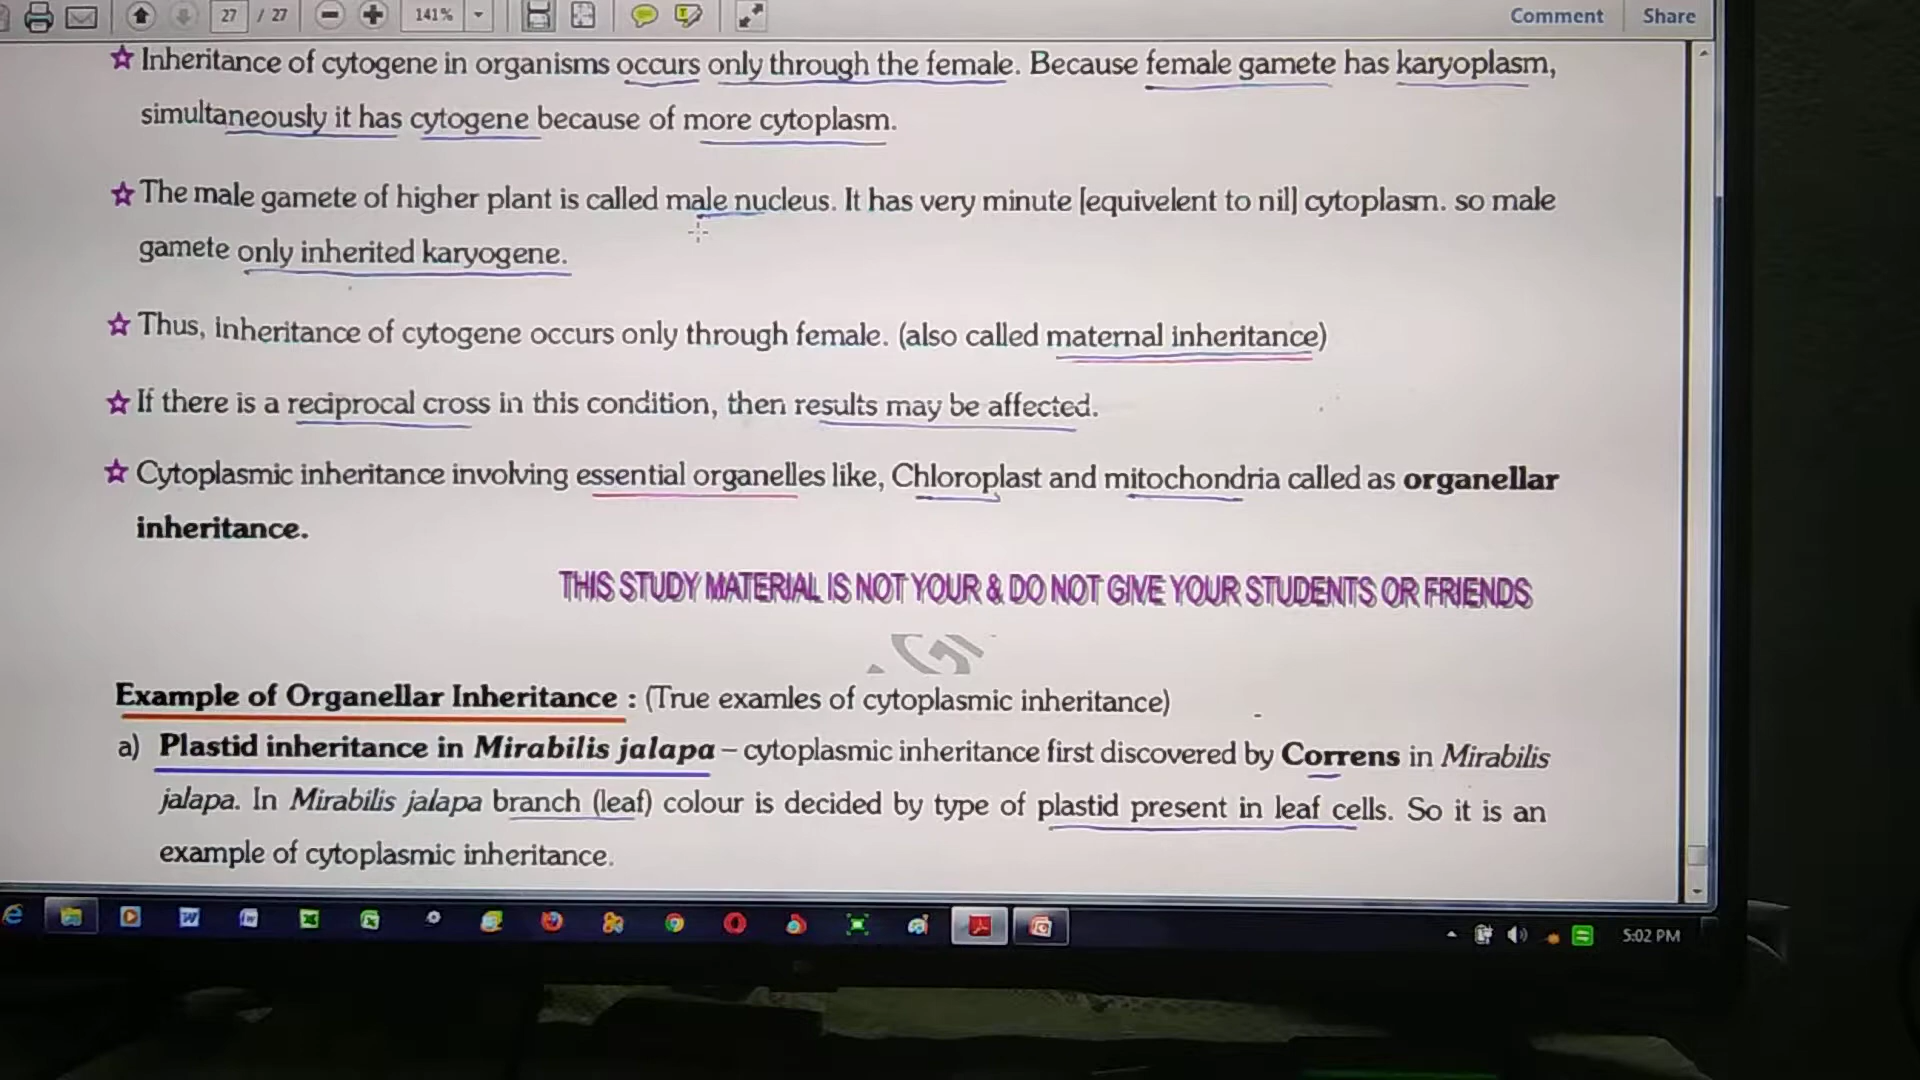 27 / 27 141% Comment Share
☆ Inheritance of cytogene in organisms occurs only through the female. Because female gamete has karyoplasm,
simultaneously it has cytogene because of more cytoplasm.
☆ The male gamete of higher plant is called male nucleus. It has very minute [equivelent to nil] cytoplasm. so male
gamete only inherited karyogene.
☆ Thus, inheritance of cytogene occurs only through female. (also called maternal inheritance)
☆ If there is a reciprocal cross in this condition, then results may be affected.
☆ Cytoplasmic inheritance involving essential organelles like, Chloroplast and mitochondria called as organellar
inheritance.
THIS STUDY MATERIAL IS NOT YOUR & DO NOT GIVE YOUR STUDENTS OR FRIENDS
Example of Organellar Inheritance : (True examles of cytoplasmic inheritance)
a) Plastid inheritance in Mirabilis jalapa – cytoplasmic inheritance first discovered by Correns in Mirabilis
jalapa. In Mirabilis jalapa branch (leaf) colour is decided by type of plastid present in leaf cells. So it is an
example of cytoplasmic inheritance.
5:02 PM